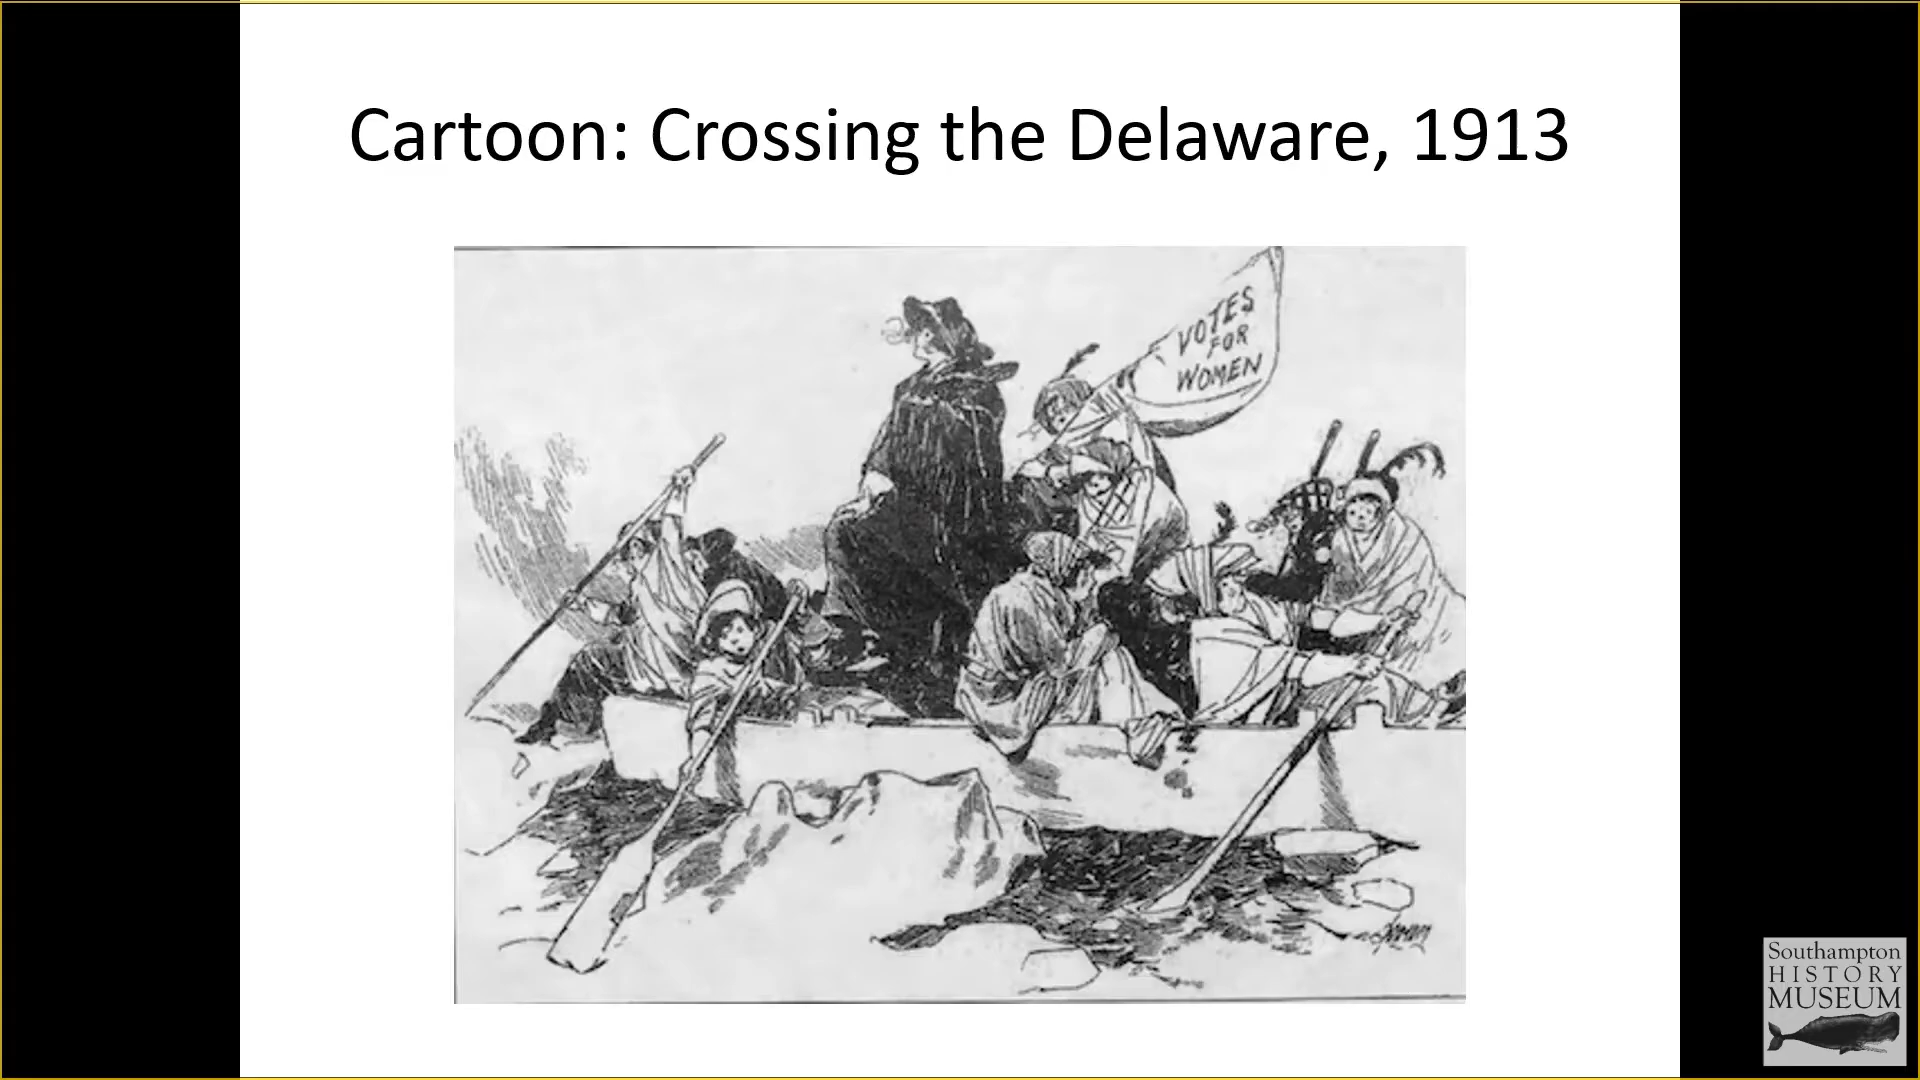 Cartoon: Crossing the Delaware, 1913
VOTES
FOR
WOMEN
Southampton
HISTORY
MUSEUM